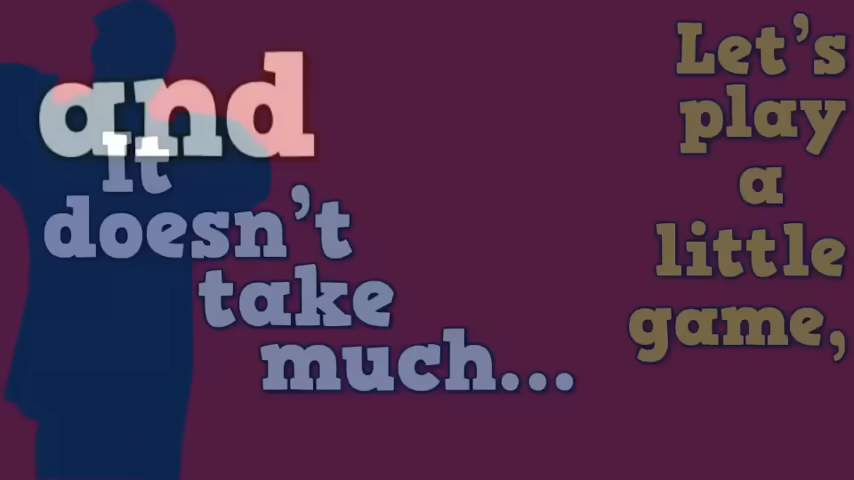 and
It
doesn't
take
much...
Let's
play
a
little
game,